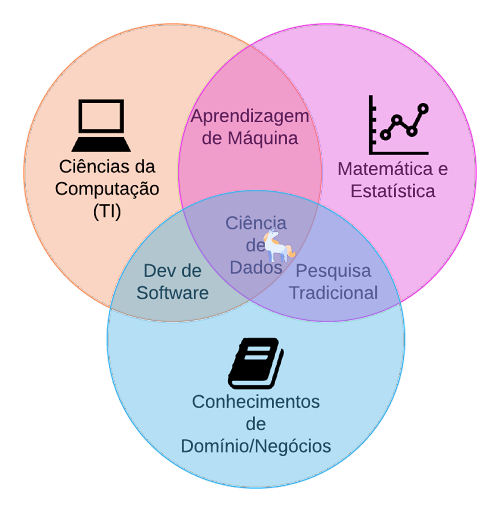 Aprendizagem
de Máquina
Ciências da
Computação
(TI)
Matemática e
Estatística
Ciência
de
Dados
Dev de
Software
Pesquisa
Tradicional
Conhecimentos
de
Domínio/Negócios